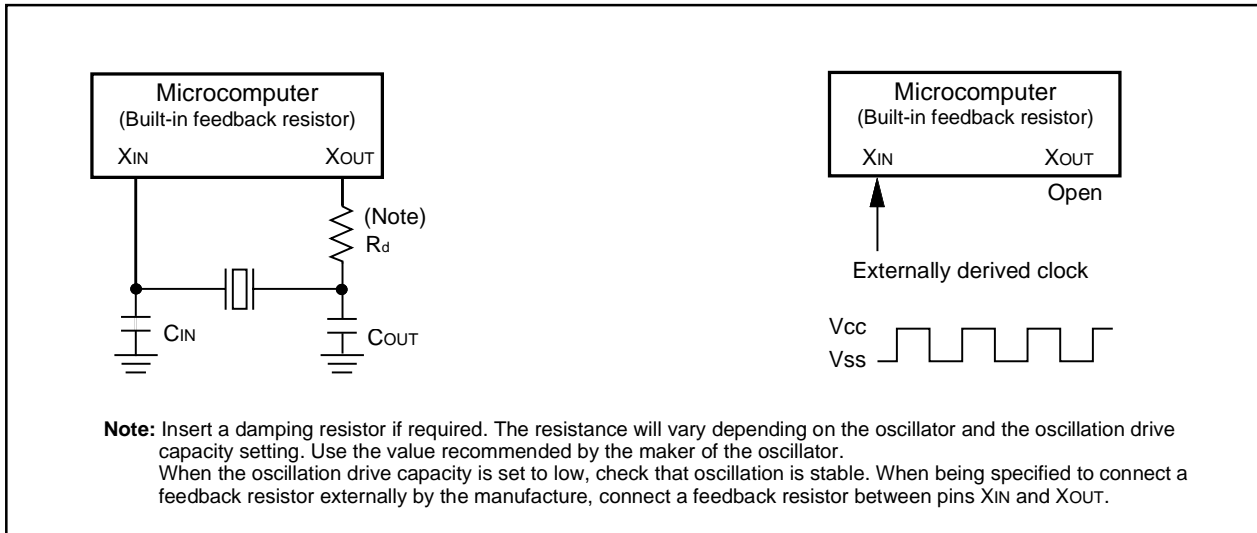 Microcomputer
(Built-in feedback resistor)
XIN XOUT
(Note)
Rd
CIN
COUT
Microcomputer
(Built-in feedback resistor)
XIN XOUT
Open
Externally derived clock
Vcc
Vss
Note: Insert a damping resistor if required. The resistance will vary depending on the oscillator and the oscillation drive
capacity setting. Use the value recommended by the maker of the oscillator.
When the oscillation drive capacity is set to low, check that oscillation is stable. When being specified to connect a
feedback resistor externally by the manufacture, connect a feedback resistor between pins XIN and XOUT.